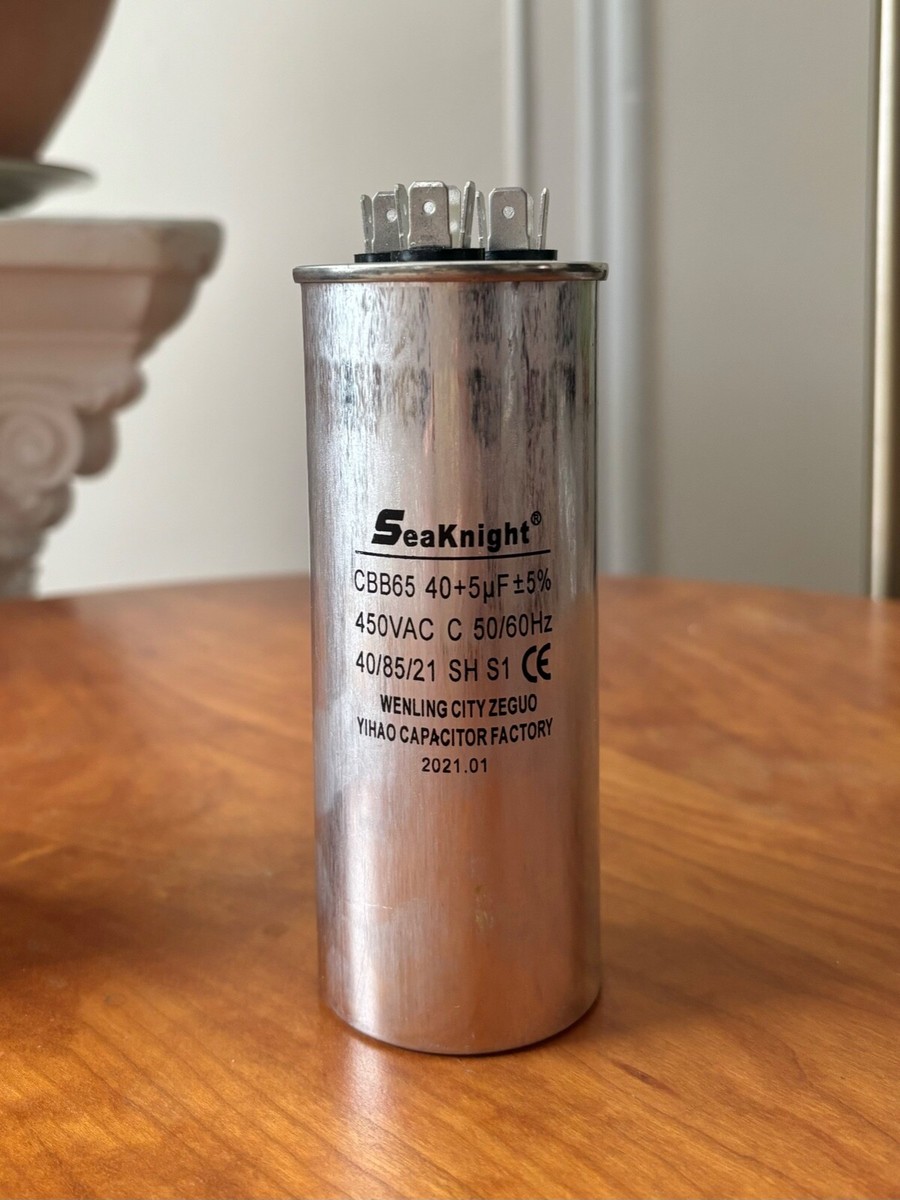 SeaKnight®
CBB65 40+5μF±5%
450VAC C 50/60Hz
40/85/21 SH S1 CE
WENLING CITY ZEGUO
YIHAO CAPACITOR FACTORY
2021.01